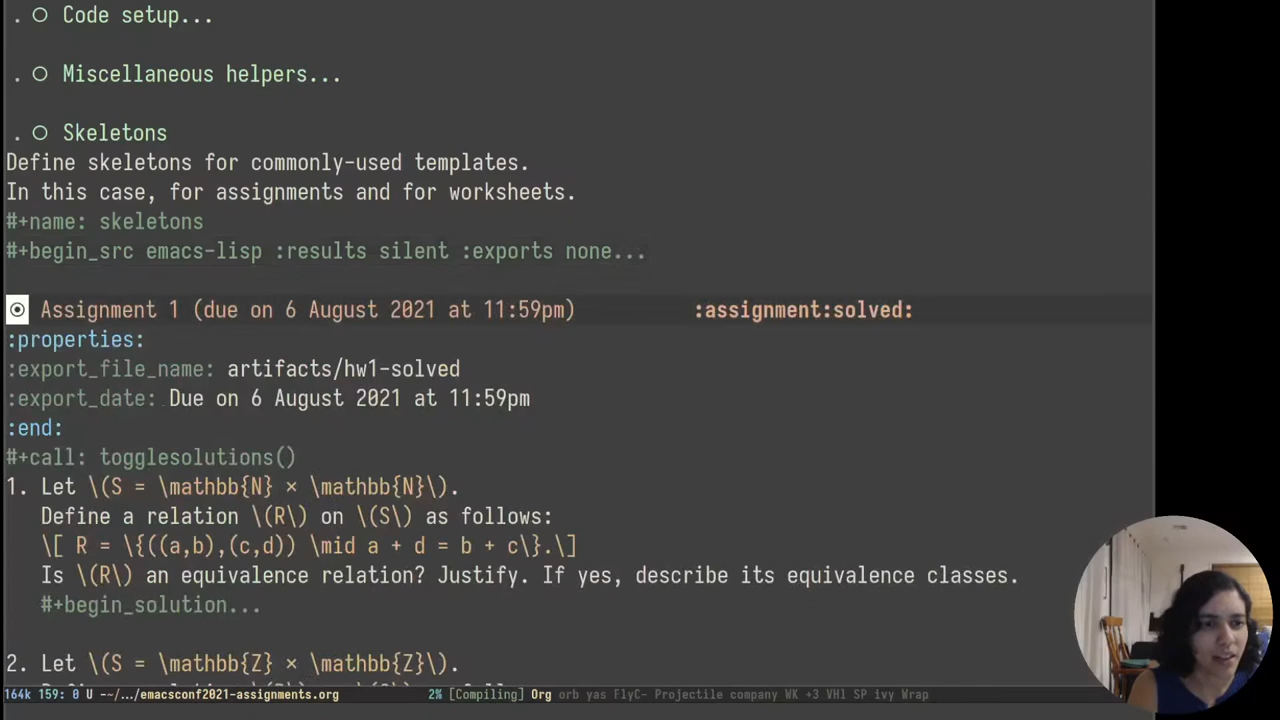 . ○ Code setup...
. ○ Miscellaneous helpers...
. ○ Skeletons
Define skeletons for commonly-used templates.
In this case, for assignments and for worksheets.
#+name: skeletons
#+begin_src emacs-lisp :results silent :exports none...
Assignment 1 (due on 6 August 2021 at 11:59pm) :assignment:solved:
:properties:
:export_file_name: artifacts/hw1-solved
:export_date: Due on 6 August 2021 at 11:59pm
:end:
#+call: togglesolutions()
1. Let \(S = \mathbb{N} × \mathbb{N}\).
Define a relation \(R\) on \(S\) as follows:
\[ R = \{((a,b),(c,d)) \mid a + d = b + c\}.\]
Is \(R\) an equivalence relation? Justify. If yes, describe its equivalence classes.
#+begin_solution...
2. Let \(S = \mathbb{Z} × \mathbb{Z}\).
164k 159: 0 U -~/.../emacsconf2021-assignments.org 2% [Compiling] Org orb yas FlyC- Projectile company WK +3 VHl SP ivy Wrap